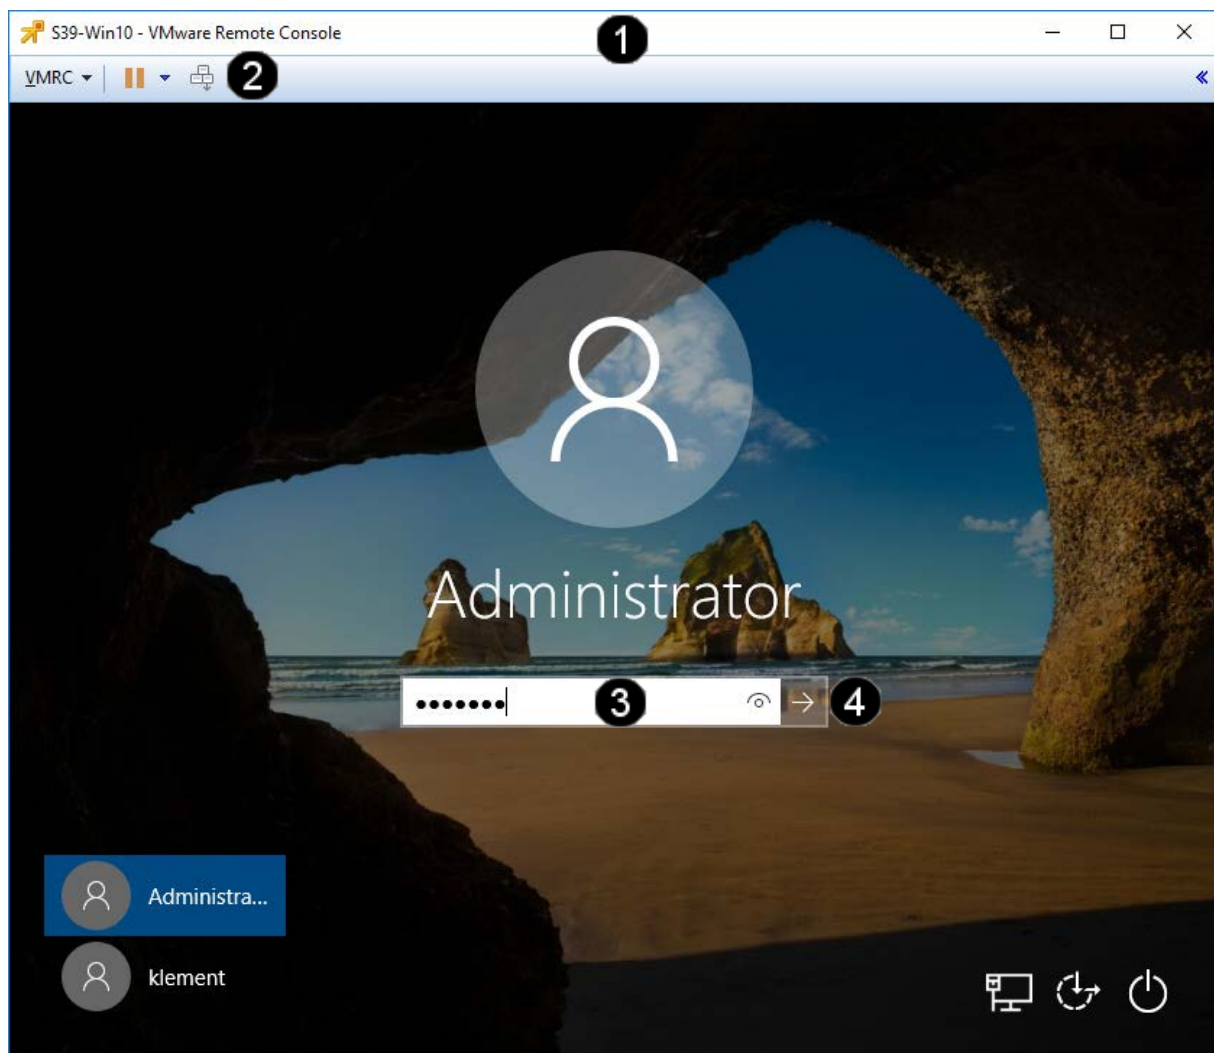 S39-Win10 - VMware Remote Console
1
VMRC
2
Administrator
••••••• 3
4
Administra...
klement